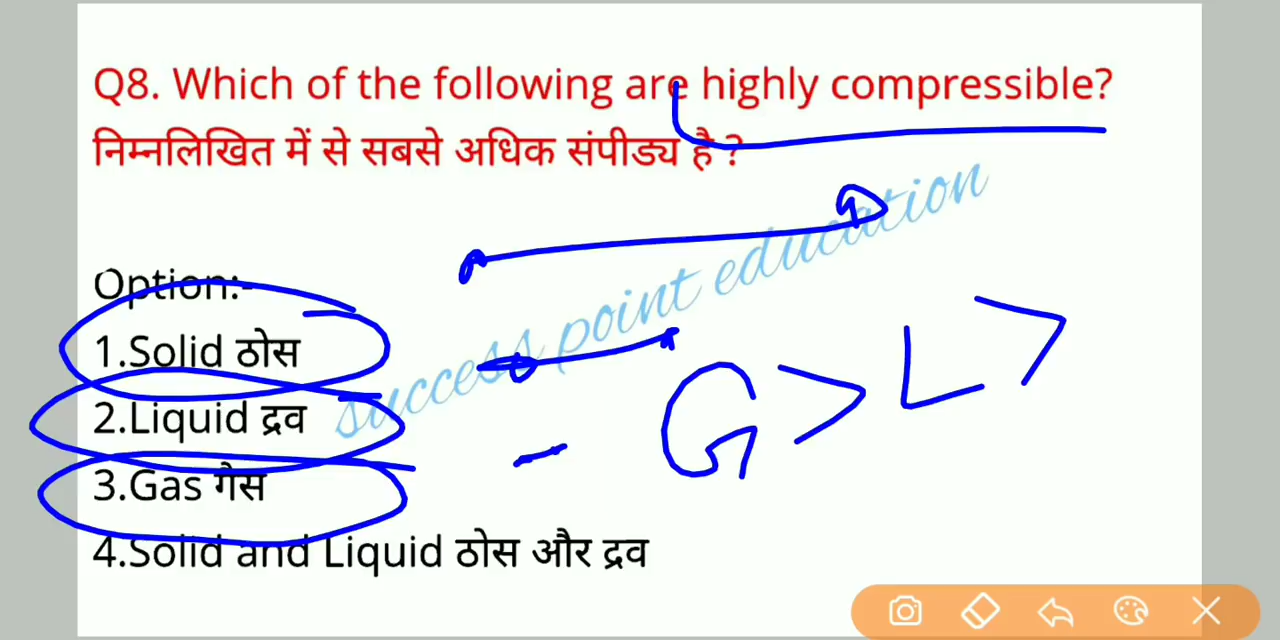 Q8. Which of the following are highly compressible?
निम्नलिखित में से सबसे अधिक संपीड्य है ?
success point education
Option:-
1.Solid ठोस
2.Liquid द्रव
3.Gas गेस
4.Solid and Liquid ठोस और द्रव
G > L >